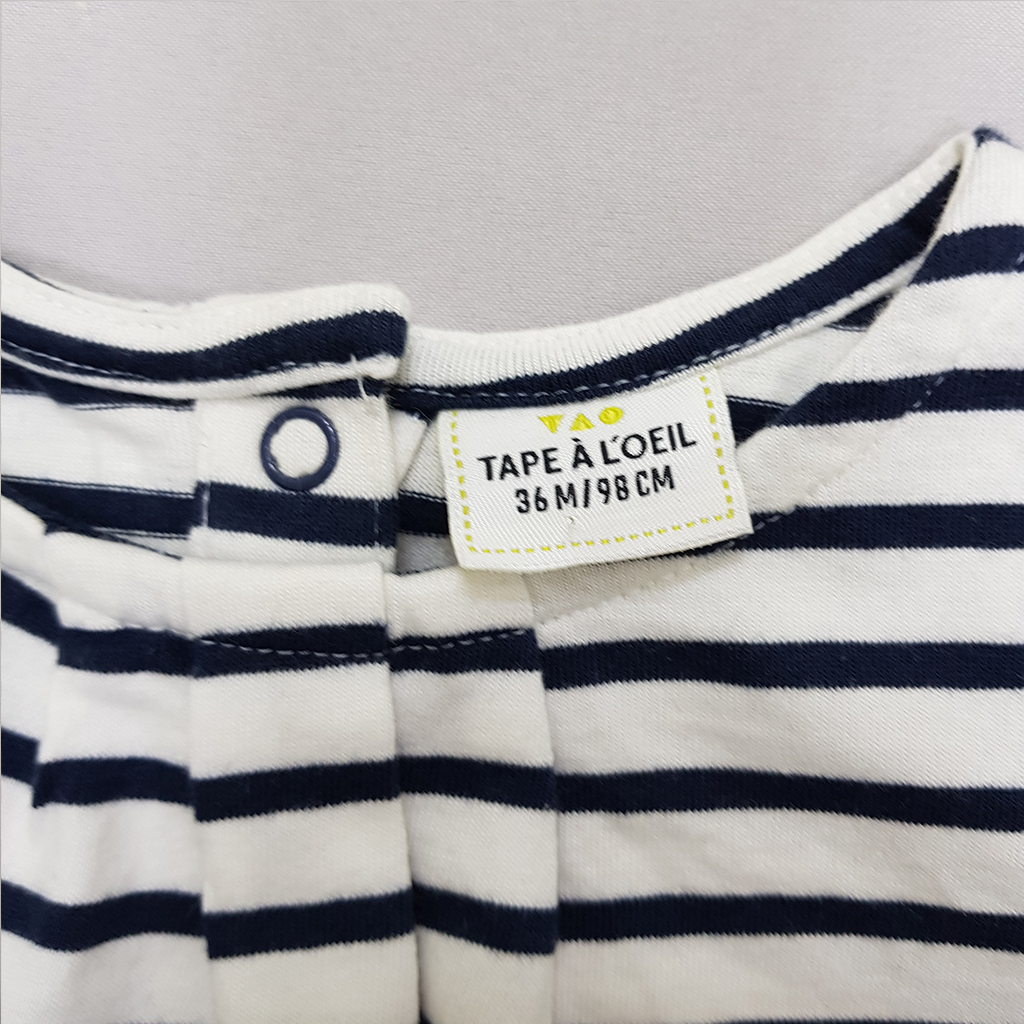 TAO
TAPE À L'OEIL
36 M/98 CM